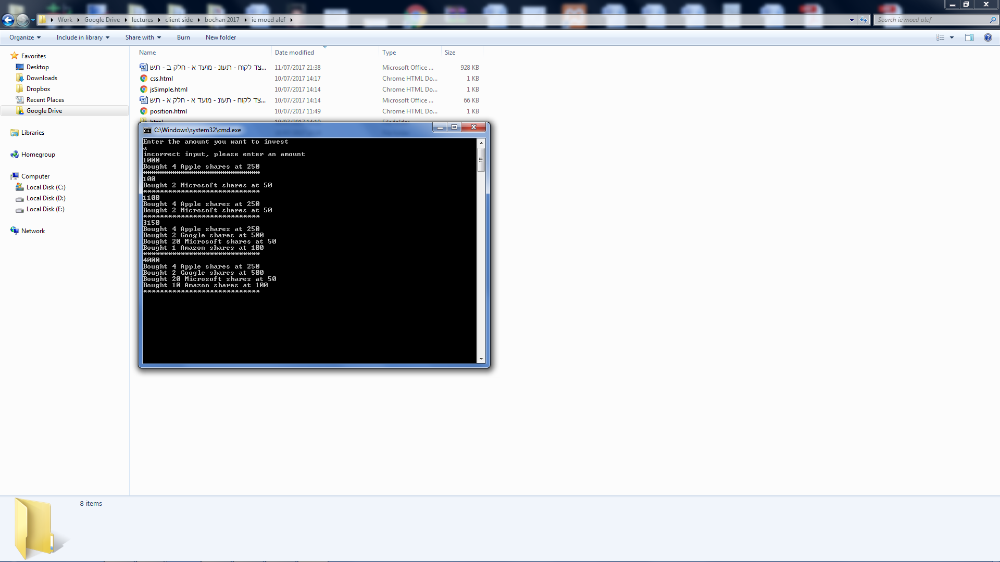 Work ▸ Google Drive ▸ lectures ▸ client side ▸ bochan 2017 ▸ ie moed alef ▸
Search ie moed alef
Organize Include in library Share with Burn New folder
Favorites
Desktop
Downloads
Dropbox
Recent Places
Google Drive
Libraries
Homegroup
Computer
Local Disk (C:)
Local Disk (D:)
Local Disk (E:)
Network
Name Date modified Type Size
צד לקוח - תעונ - מועד א - חלק ב - תש... 11/07/2017 21:38 Microsoft Office ... 928 KB
css.html 10/07/2017 14:17 Chrome HTML Do... 1 KB
jsSimple.html 10/07/2017 14:14 Chrome HTML Do... 1 KB
צד לקוח - תעונ - מועד א - חלק א - תש... 10/07/2017 14:14 Microsoft Office ... 66 KB
position.html 10/07/2017 11:49 Chrome HTML Do... 1 KB
C:\Windows\system32\cmd.exe
Enter the amount you want to invest
a
incorrect input, please enter an amount
1000
Bought 4 Apple shares at 250
****************************
100
Bought 2 Microsoft shares at 50
****************************
1100
Bought 4 Apple shares at 250
Bought 2 Microsoft shares at 50
****************************
3150
Bought 4 Apple shares at 250
Bought 2 Google shares at 500
Bought 20 Microsoft shares at 50
Bought 1 Amazon shares at 100
****************************
4000
Bought 4 Apple shares at 250
Bought 2 Google shares at 500
Bought 20 Microsoft shares at 50
Bought 10 Amazon shares at 100
****************************
8 items